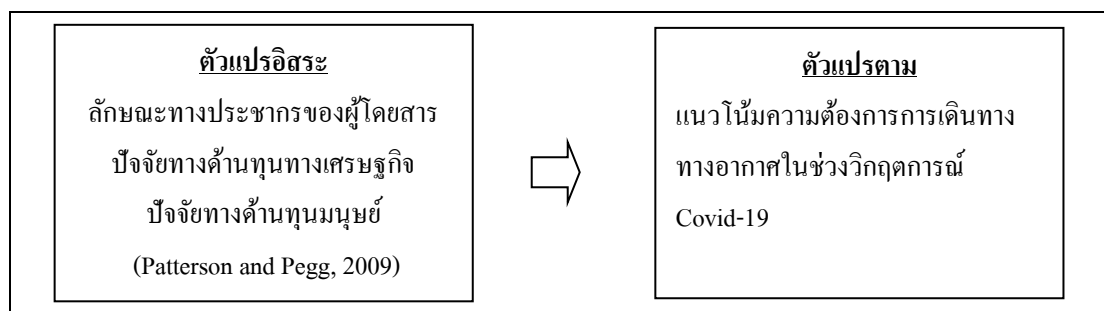 ตัวแปรอิสระ
ลักษณะทางประชากรของผู้โดยสาร
ปัจจัยทางด้านทุนทางเศรษฐกิจ
ปัจจัยทางด้านทุนมนุษย์
(Patterson and Pegg, 2009)
ตัวแปรตาม
แนวโน้มความต้องการการเดินทาง
ทางอากาศในช่วงวิกฤตการณ์
Covid-19